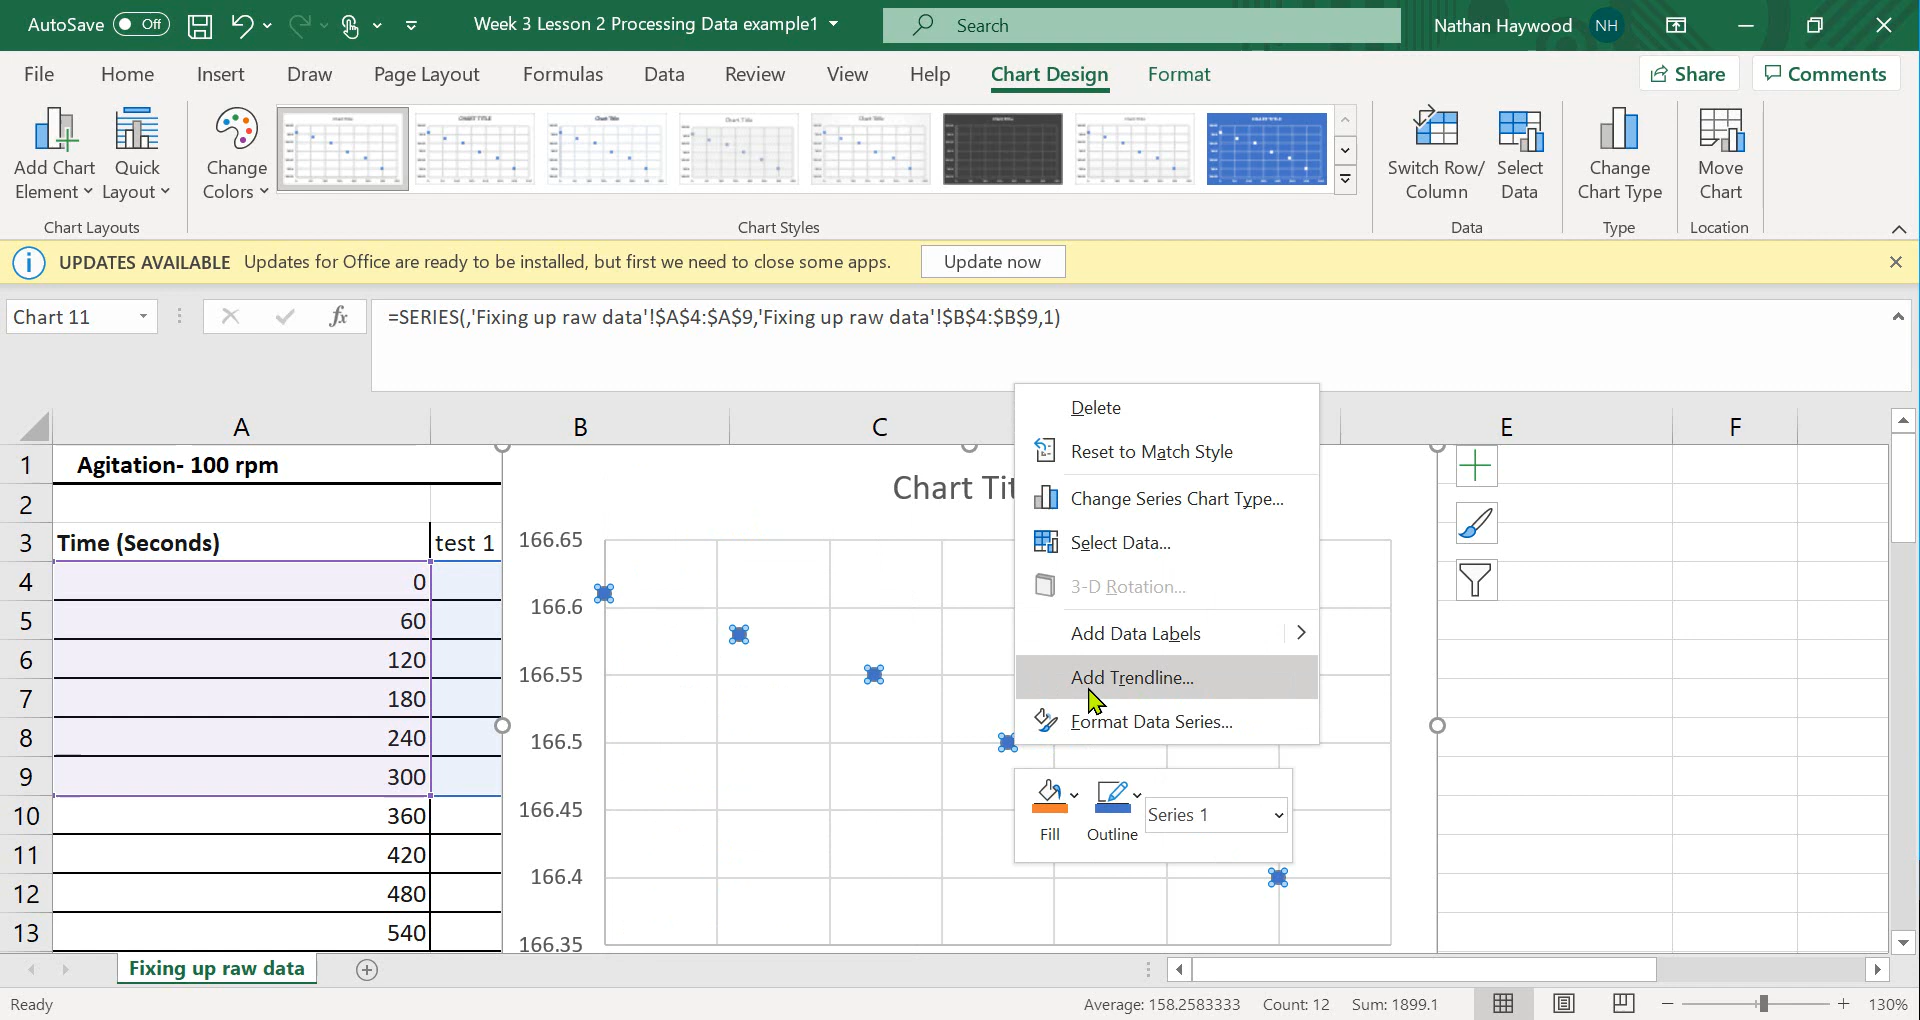 AutoSave Off Week 3 Lesson 2 Processing Data example1 Search Nathan Haywood NH
File Home Insert Draw Page Layout Formulas Data Review View Help Chart Design Format Share Comments
Add Chart Element
Quick Layout
Change Colors
Switch Row/ Column
Select Data
Change Chart Type
Move Chart
Chart Layouts Chart Styles Data Type Location
UPDATES AVAILABLE Updates for Office are ready to be installed, but first we need to close some apps. Update now
Chart 11 fx =SERIES(,'Fixing up raw data'!$A$4:$A$9,'Fixing up raw data'!$B$4:$B$9,1)
A B C E F
1 Agitation- 100 rpm
2
3 Time (Seconds) test 1
4 0
5 60
6 120
7 180
8 240
9 300
10 360
11 420
12 480
13 540
Chart Tit
166.65
166.6
166.55
166.5
166.45
166.4
166.35
Delete
Reset to Match Style
Change Series Chart Type...
Select Data...
3-D Rotation...
Add Data Labels
Add Trendline...
Format Data Series...
Fill Outline Series 1
Fixing up raw data
Ready Average: 158.2583333 Count: 12 Sum: 1899.1 130%